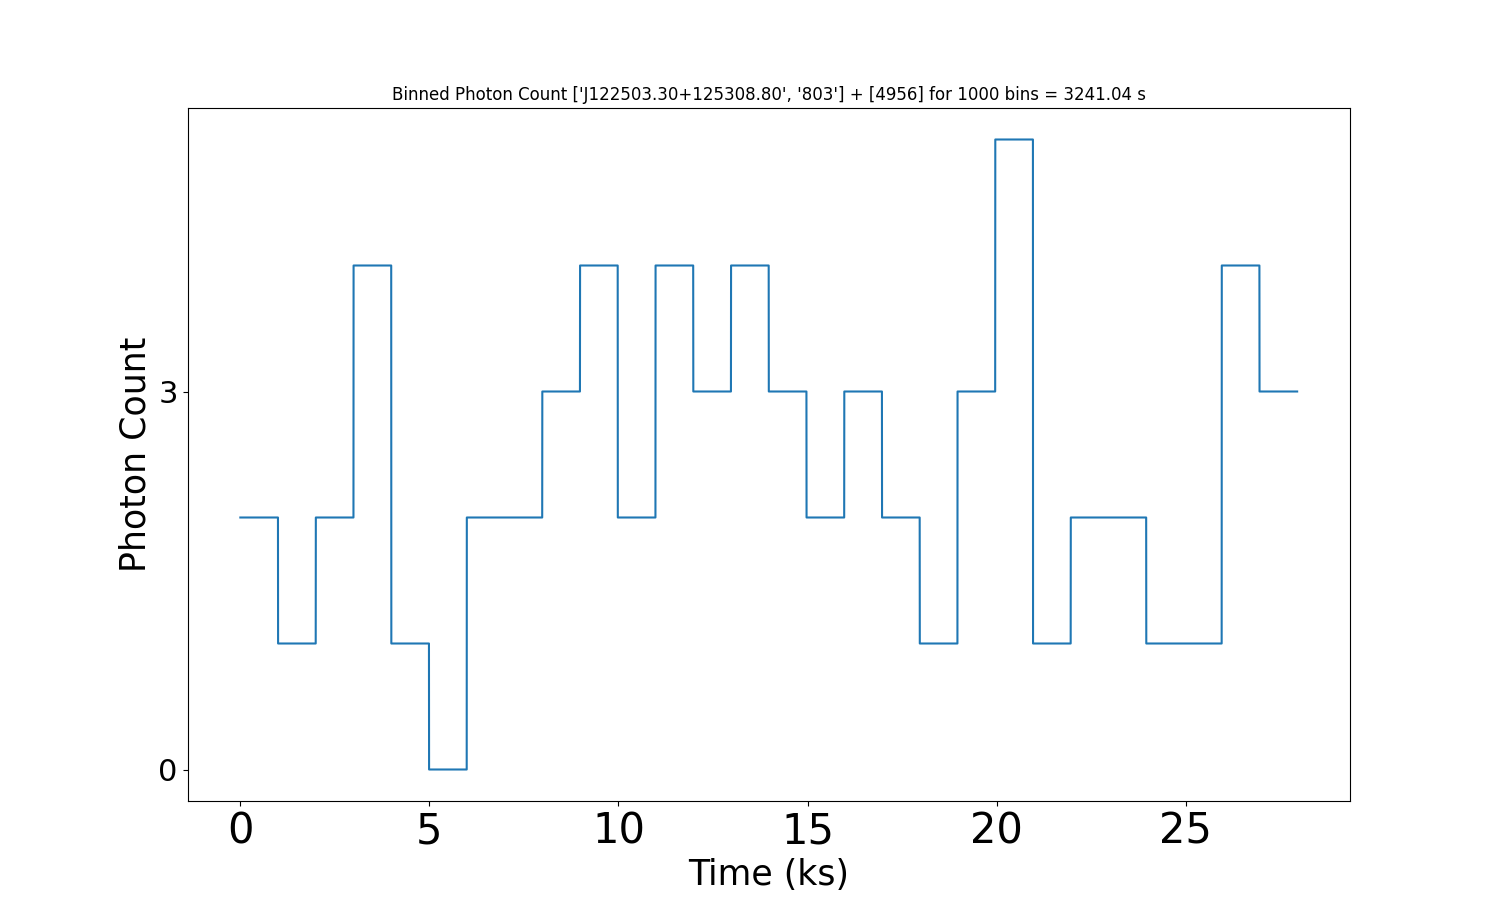 Binned Photon Count ['J122503.30+125308.80', '803'] + [4956] for 1000 bins = 3241.04 s
Photon Count
3
0
0 5 10 15 20 25
Time (ks)